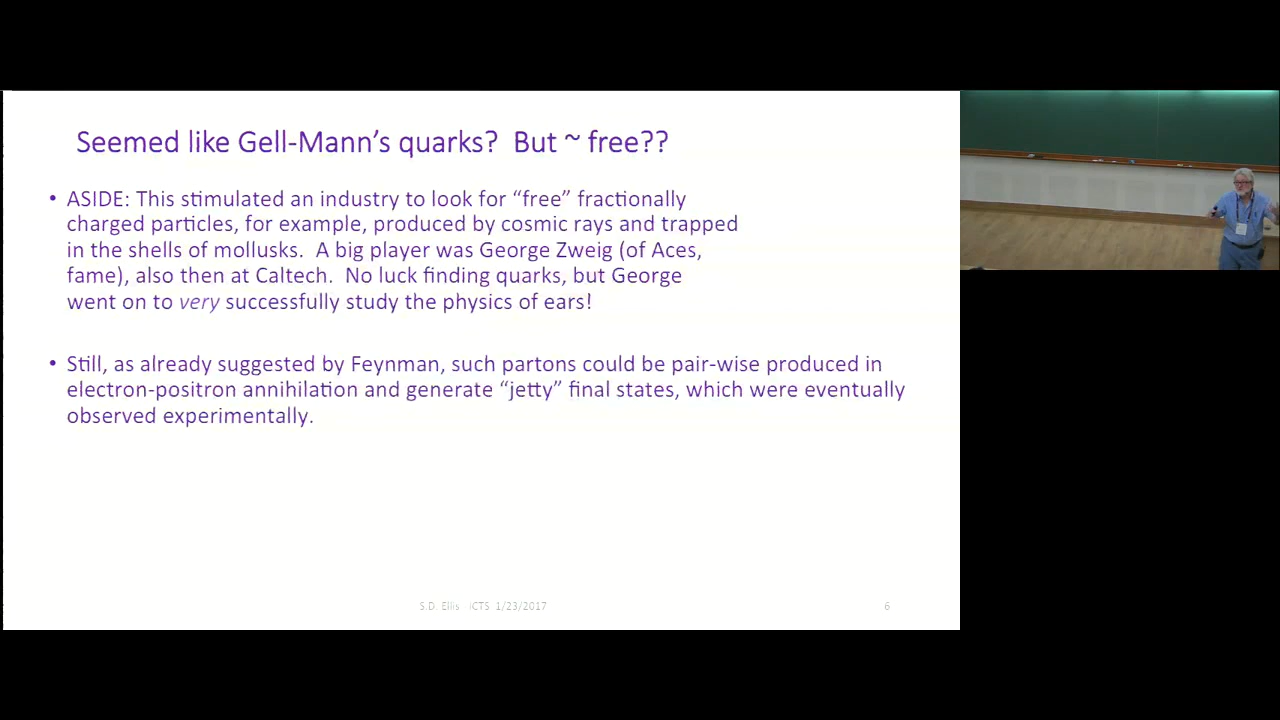 Seemed like Gell-Mann's quarks?  But ~ free??
• ASIDE: This stimulated an industry to look for "free" fractionally
charged particles, for example, produced by cosmic rays and trapped
in the shells of mollusks.  A big player was George Zweig (of Aces,
fame), also then at Caltech.  No luck finding quarks, but George
went on to very successfully study the physics of ears!
• Still, as already suggested by Feynman, such partons could be pair-wise produced in
electron-positron annihilation and generate "jetty" final states, which were eventually
observed experimentally.
S.D. Ellis  ICTS  1/23/2017
6